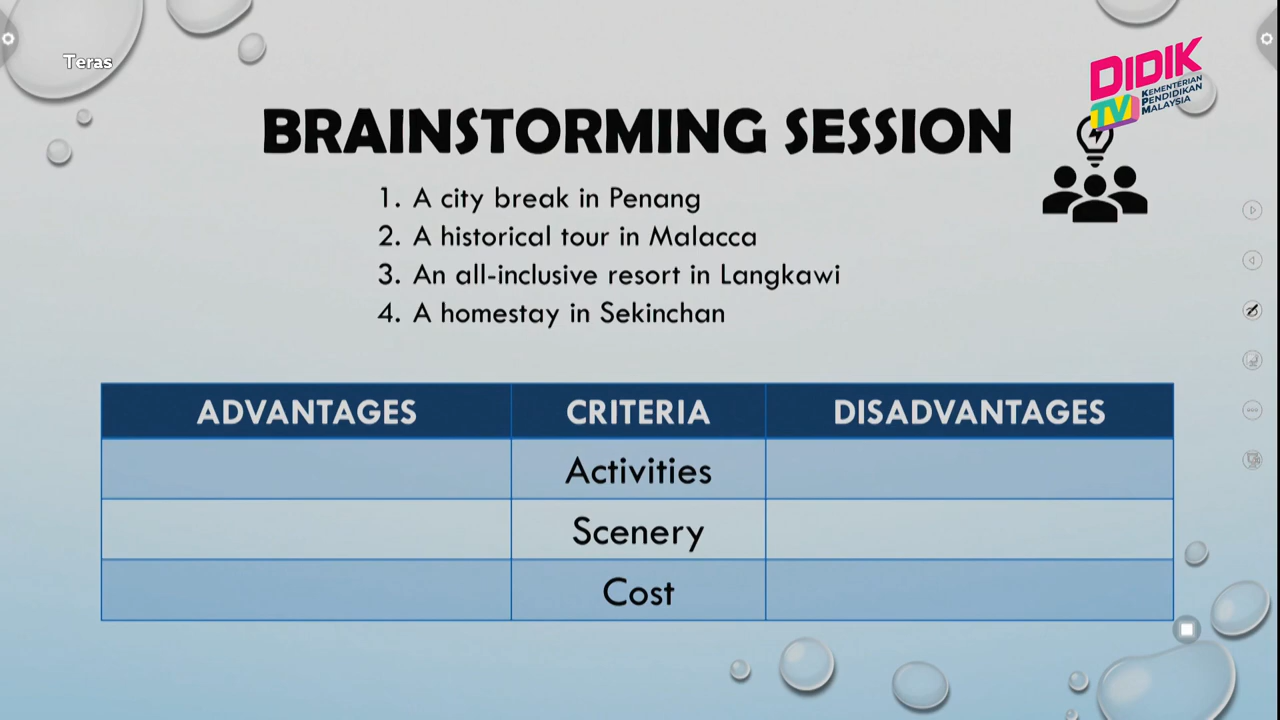 Teras
DIDIK
TV
KEMENTERIAN
PENDIDIKAN
MALAYSIA
BRAINSTORMING SESSION
1. A city break in Penang
2. A historical tour in Malacca
3. An all-inclusive resort in Langkawi
4. A homestay in Sekinchan
ADVANTAGES CRITERIA DISADVANTAGES
Activities
Scenery
Cost